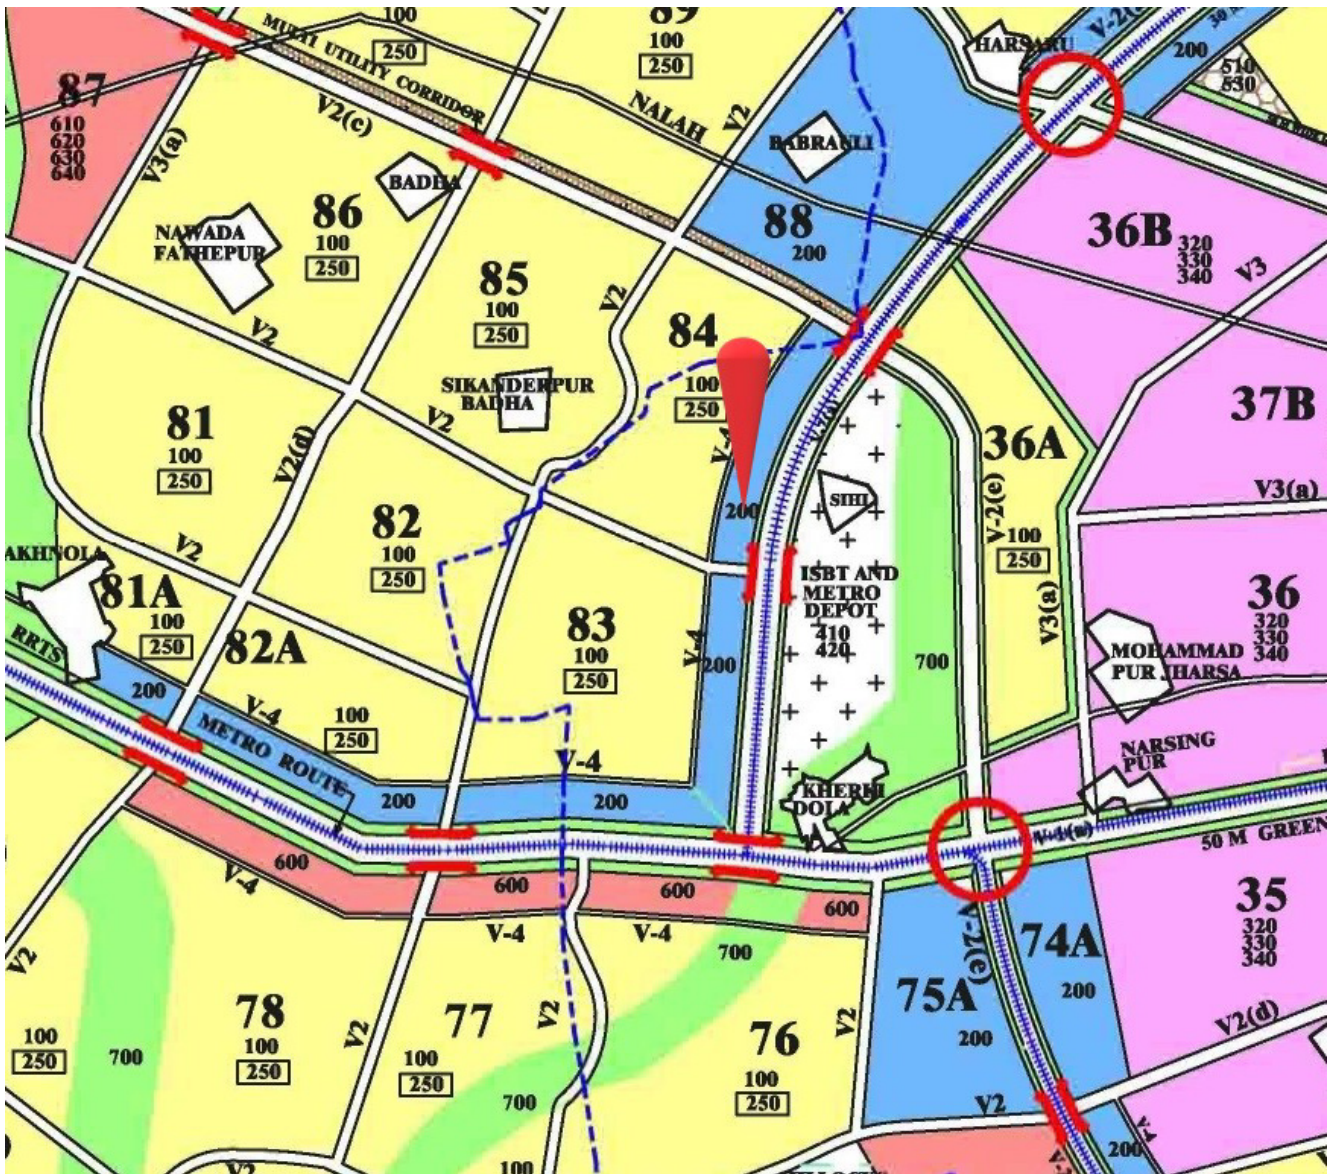 100
250
MULTI UTILITY CORRIDOR
V2(c)
89
100
250
V-2(e
HARSARU
200
510
530
87
610
620
630
640
V3(a)
NALAH
V2
BABRAULI
88
200
36B
320
330
340
V3
BADHA
86
100
250
NAWADA
FATHEPUR
85
100
250
V2
84
100
250
V2
SIKANDERPUR
BADHA
V2
37B
81
100
250
V2(d)
V-4
36A
V-2(e)
100
250
V3(a)
SIHI
200
82
100
250
V2
AKHNOLA
81A
100
250
ISBT AND
METRO
DEPOT
410
420
36
320
330
340
V3(a)
83
100
250
V-4
200
700
MOHAMMAD
PUR JHARSA
RRTS
82A
200
V-4
100
250
METRO ROUTE
NARSING
PUR
V-4
200
200
KHERKI
DOLA
V-1(a)
50 M GREEN
600
V-4
600
600
600
V-4
V-4
700
V-2(e)
74A
200
35
320
330
340
75A
200
V2
78
100
250
100
250
700
V2
77
100
250
V2
76
100
250
V2
V2(d)
700
V2
V-4
200
V2
100